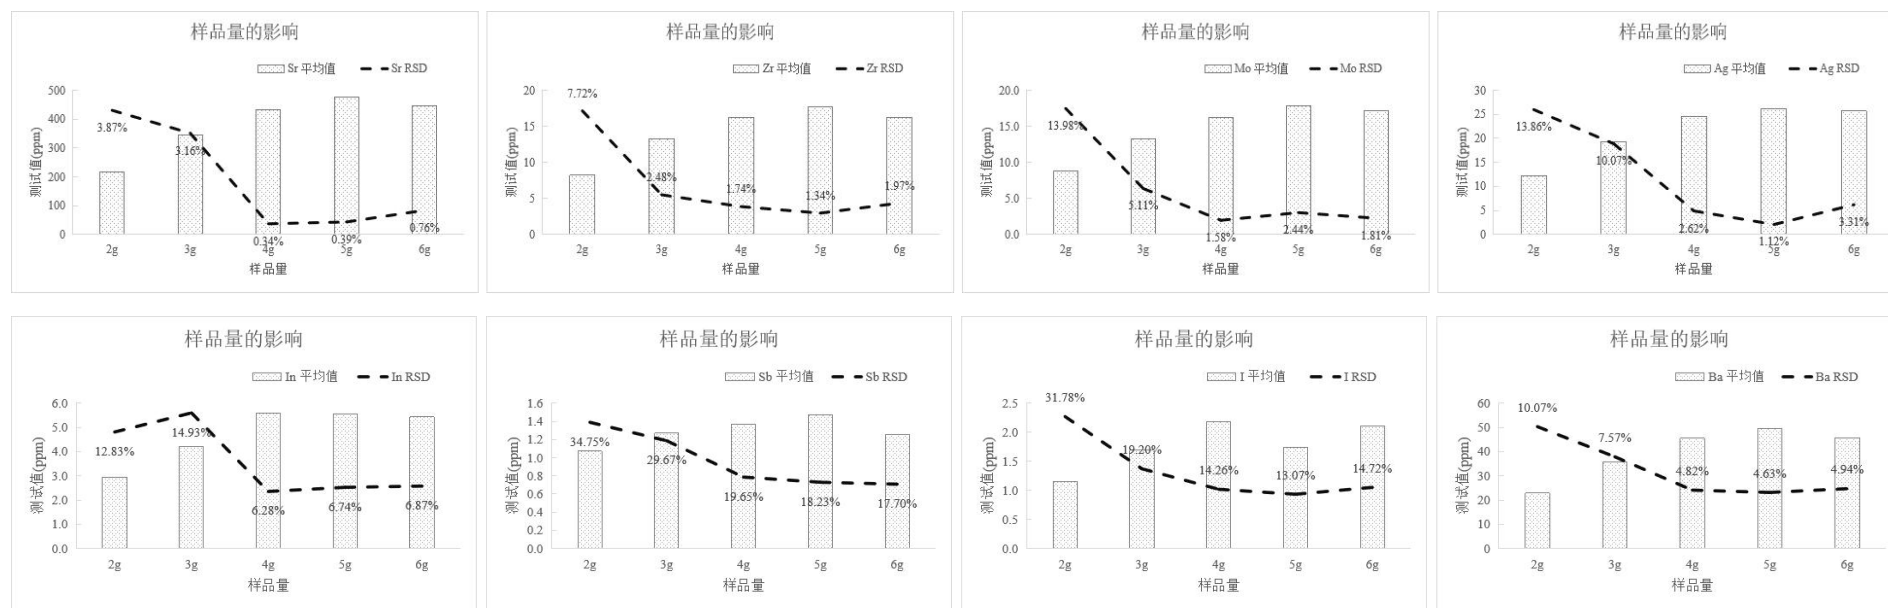 样品量的影响
Sr 平均值 Sr RSD
500
400
300
200
100
0
测试值(ppm)
3.87%
3.16%
0.34%
0.39%
0.76%
2g 3g 4g 5g 6g
样品量
样品量的影响
Zr 平均值 Zr RSD
20
15
10
5
0
测试值(ppm)
7.72%
2.48%
1.74%
1.34%
1.97%
2g 3g 4g 5g 6g
样品量
样品量的影响
Mo 平均值 Mo RSD
20.0
15.0
10.0
5.0
0.0
测试值(ppm)
13.98%
5.11%
1.58%
2.44%
1.81%
2g 3g 4g 5g 6g
样品量
样品量的影响
Ag 平均值 Ag RSD
30
25
20
15
10
5
0
测试值(ppm)
13.86%
10.07%
2.62%
1.12%
3.31%
2g 3g 4g 5g 6g
样品量
样品量的影响
In 平均值 In RSD
6.0
5.0
4.0
3.0
2.0
1.0
0.0
测试值(ppm)
12.83%
14.93%
6.28%
6.74%
6.87%
2g 3g 4g 5g 6g
样品量
样品量的影响
Sb 平均值 Sb RSD
1.6
1.4
1.2
1.0
0.8
0.6
0.4
0.2
0.0
测试值(ppm)
34.75%
29.67%
19.65%
18.23%
17.70%
2g 3g 4g 5g 6g
样品量
样品量的影响
I 平均值 I RSD
2.5
2.0
1.5
1.0
0.5
0.0
测试值(ppm)
31.78%
19.20%
14.26%
13.07%
14.72%
2g 3g 4g 5g 6g
样品量
样品量的影响
Ba 平均值 Ba RSD
60
50
40
30
20
10
0
测试值(ppm)
10.07%
7.57%
4.82%
4.63%
4.94%
2g 3g 4g 5g 6g
样品量